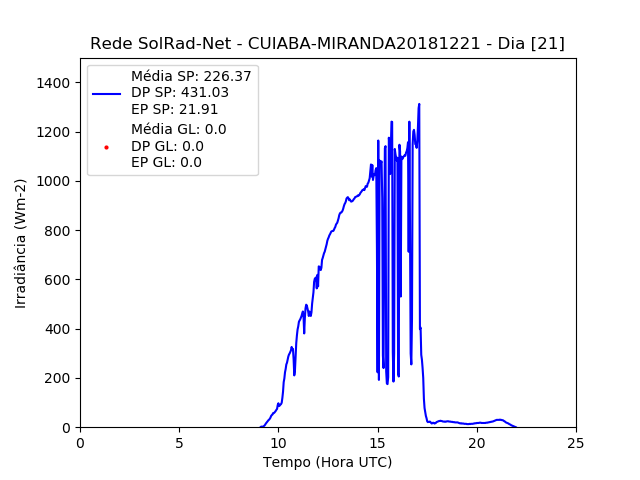 Rede SolRad-Net - CUIABA-MIRANDA20181221 - Dia [21]
Média SP: 226.37
DP SP: 431.03
EP SP: 21.91
Média GL: 0.0
DP GL: 0.0
EP GL: 0.0
Irradiância (Wm-2)
1400
1200
1000
800
600
400
200
0
0 5 10 15 20 25
Tempo (Hora UTC)